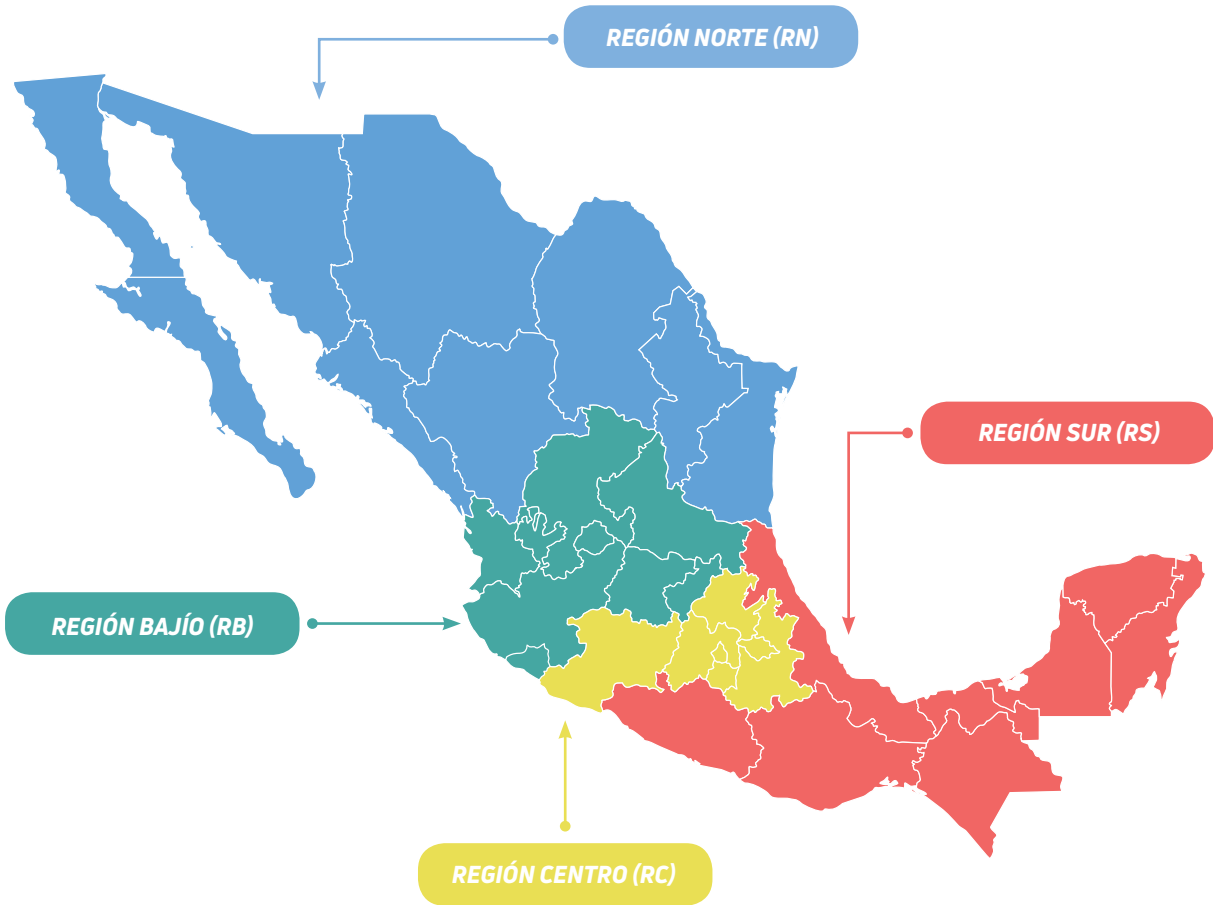 REGIÓN NORTE (RN)
REGIÓN SUR (RS)
REGIÓN BAJÍO (RB)
REGIÓN CENTRO (RC)